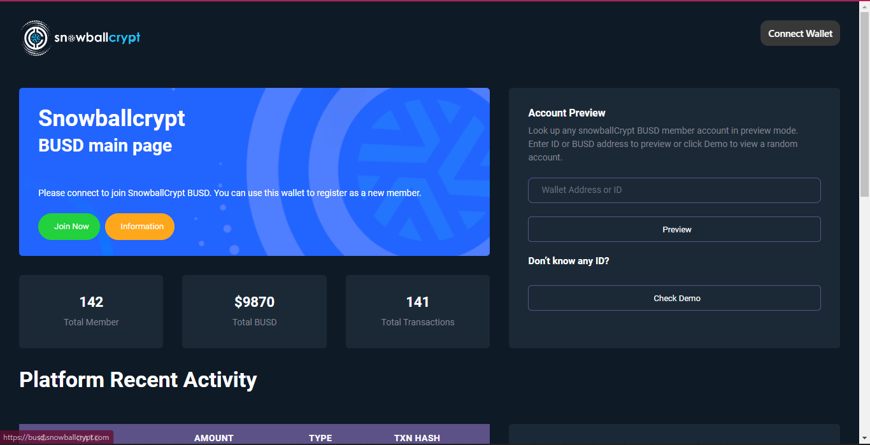 snowballcrypt
Connect Wallet
Snowballcrypt
BUSD main page
Please connect to join SnowballCrypt BUSD. You can use this wallet to register as a new member.
Join Now
Information
Account Preview
Look up any snowballCrypt BUSD member account in preview mode.
Enter ID or BUSD address to preview or click Demo to view a random
account.
Wallet Address or ID
Preview
Don't know any ID?
Check Demo
142
Total Member
$9870
Total BUSD
141
Total Transactions
Platform Recent Activity
AMOUNT
TYPE
TXN HASH
https://busd.snowballcrypt.com